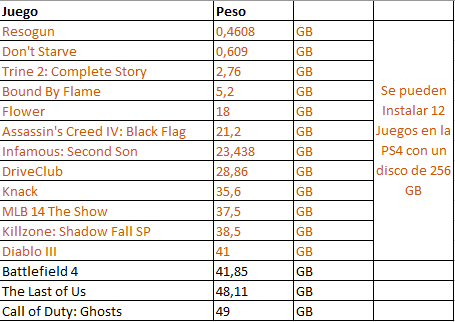 Juego Peso
Resogun 0,4608 GB
Don't Starve 0,609 GB
Trine 2: Complete Story 2,76 GB
Bound By Flame 5,2 GB
Flower 18 GB
Assassin's Creed IV: Black Flag 21,2 GB
Infamous: Second Son 23,438 GB
DriveClub 28,86 GB
Knack 35,6 GB
MLB 14 The Show 37,5 GB
Killzone: Shadow Fall SP 38,5 GB
Diablo III 41 GB
Se pueden
Instalar 12
Juegos en la
PS4 con un
disco de 256
GB
Battlefield 4 41,85 GB
The Last of Us 48,11 GB
Call of Duty: Ghosts 49 GB